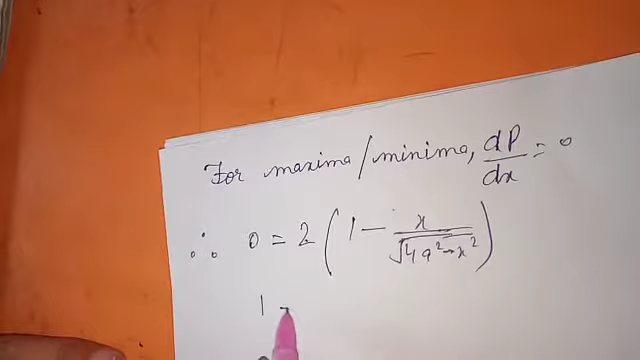 For maxima/minima, dP/dx = 0
∴ 0 = 2(1 - x/√(4a² - x²))
1 -